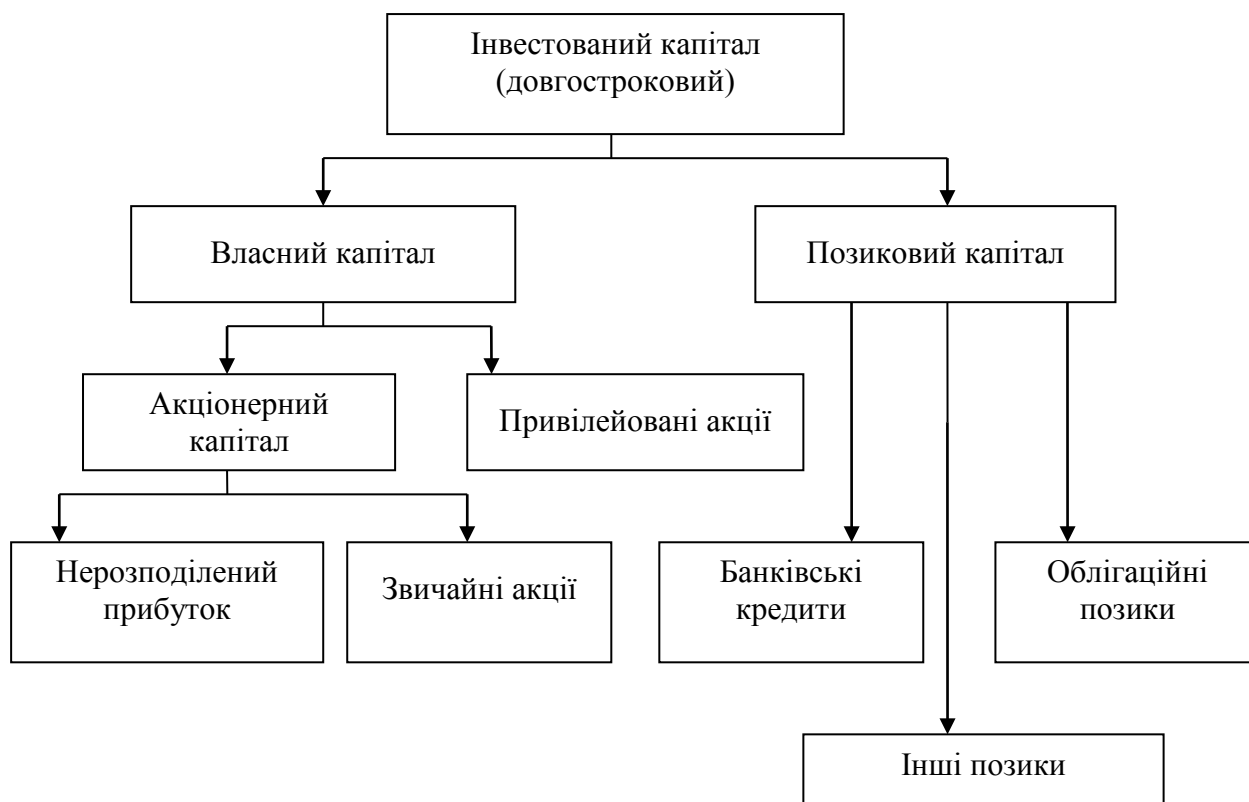 Інвестований капітал
(довгостроковий)
Власний капітал
Позиковий капітал
Акціонерний
капітал
Привілейовані акції
Нерозподілений
прибуток
Звичайні акції
Банківські
кредити
Облігаційні
позики
Інші позики